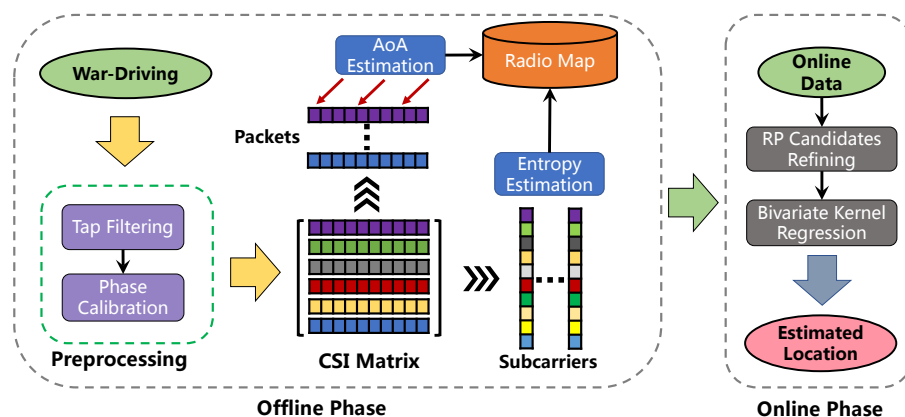 War-Driving
Tap Filtering
Phase
Calibration
Preprocessing
AoA
Estimation
Radio Map
Packets
Entropy
Estimation
CSI Matrix
Subcarriers
Offline Phase
Online
Data
RP Candidates
Refining
Bivariate Kernel
Regression
Estimated
Location
Online Phase